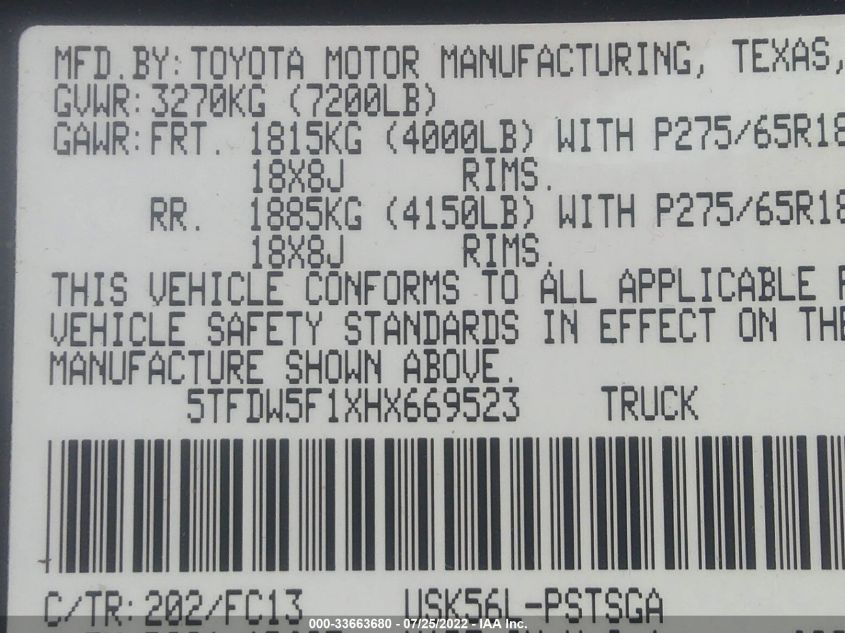 MFD.BY: TOYOTA MOTOR MANUFACTURING, TEXAS,
GVWR: 3270KG (7200LB)
GAWR: FRT. 1815KG (4000LB) WITH P275/65R18
18X8J RIMS.
RR. 1885KG (4150LB) WITH P275/65R18
18X8J RIMS.
THIS VEHICLE CONFORMS TO ALL APPLICABLE
VEHICLE SAFETY STANDARDS IN EFFECT ON THE
MANUFACTURE SHOWN ABOVE.
5TFDW5F1XHX669523 TRUCK
C/TR: 202/FC13 USK56L-PSTSGA
000-33663680 - 07/25/2022 - IAA Inc.